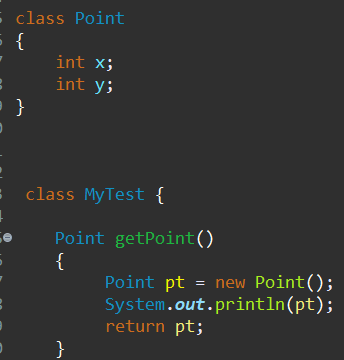 class Point
{
    int x;
    int y;
}
class MyTest {
    Point getPoint()
    {
        Point pt = new Point();
        System.out.println(pt);
        return pt;
    }